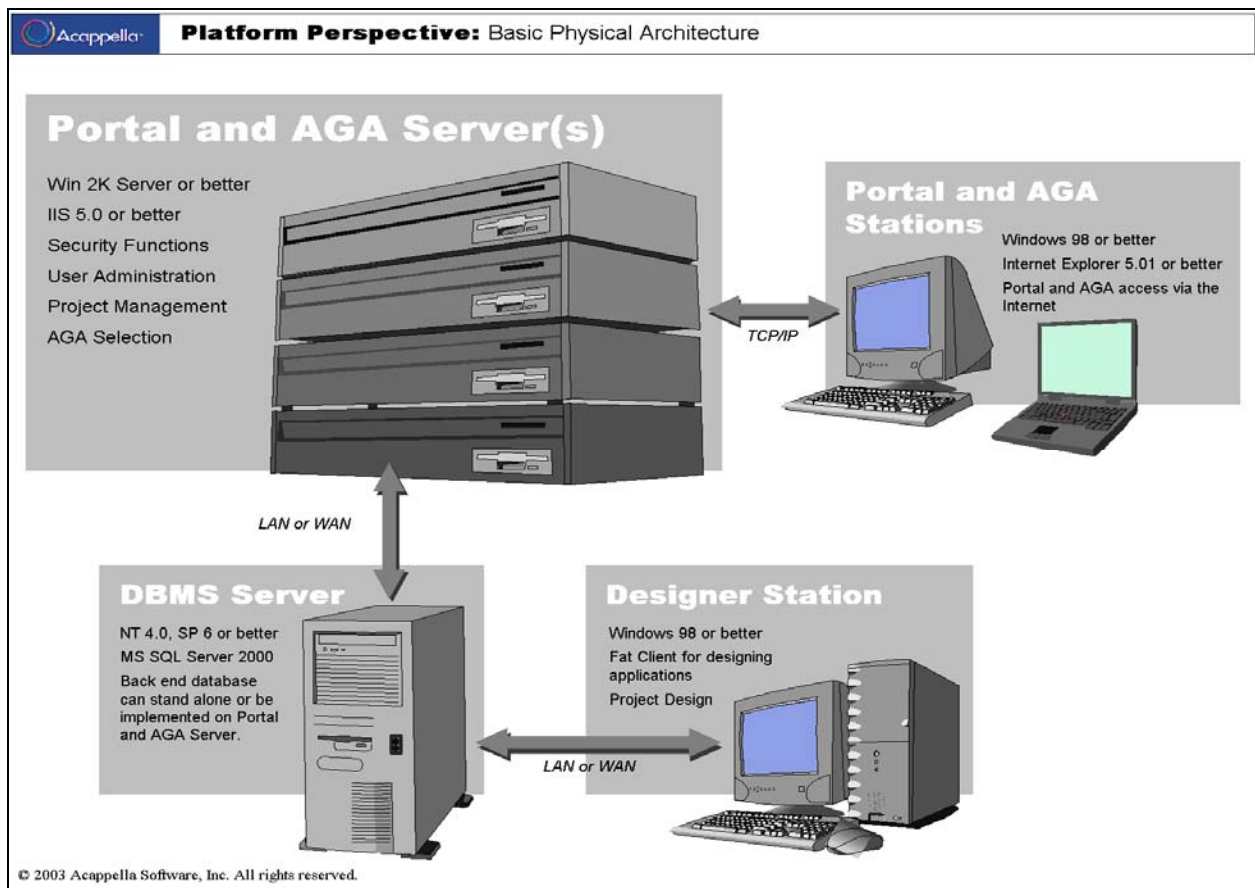 Acappella™
Platform Perspective: Basic Physical Architecture
Portal and AGA Server(s)
Win 2K Server or better
IIS 5.0 or better
Security Functions
User Administration
Project Management
AGA Selection
Portal and AGA
Stations
Windows 98 or better
Internet Explorer 5.01 or better
Portal and AGA access via the
Internet
TCP/IP
LAN or WAN
DBMS Server
NT 4.0, SP 6 or better
MS SQL Server 2000
Back end database
can stand alone or be
implemented on Portal
and AGA Server.
Designer Station
Windows 98 or better
Fat Client for designing
applications
Project Design
LAN or WAN
© 2003 Acappella Software, Inc. All rights reserved.